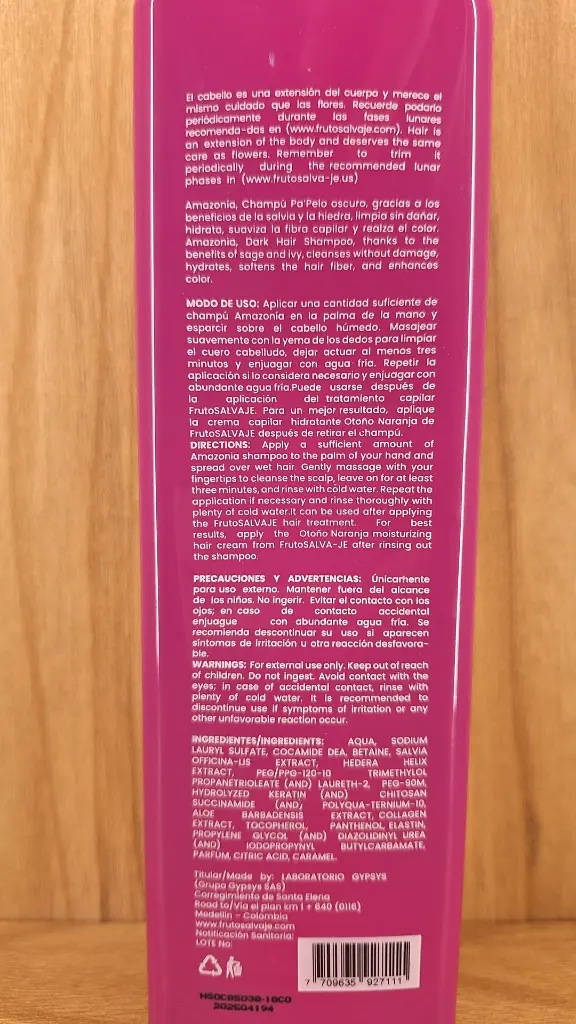 El cabello es una extensión del cuerpo y merece el
mismo cuidado que las flores. Recuerde podarlo
periódicamente durante las fases lunares
recomenda-das en (www.frutosalvaje.com). Hair is
an extension of the body and deserves the same
care as flowers. Remember to trim it
periodically during the recommended lunar
phases in (www.frutosalva-je.us)
Amazonia, Champú Pa'Pelo oscuro, gracias a los
beneficios de la salvia y la hiedra, limpia sin dañar,
hidrata, suaviza la fibra capilar y realza el color.
Amazonia, Dark Hair Shampoo, thanks to the
benefits of sage and ivy, cleanses without damage,
hydrates, softens the hair fiber, and enhances
color.
MODO DE USO: Aplicar una cantidad suficiente de
champú Amazonia en la palma de la mano y
esparcir sobre el cabello húmedo. Masajear
suavemente con la yema de los dedos para limpiar
el cuero cabelludo, dejar actuar al menos tres
minutos y enjuagar con agua fría. Repetir la
aplicación si lo considera necesario y enjuagar con
abundante agua fría.Puede usarse después de
la aplicación del tratamiento capilar
FrutoSALVAJE. Para un mejor resultado, aplique
la crema capilar hidratante Otoño Naranja de
FrutoSALVAJE después de retirar el champú.
DIRECTIONS: Apply a sufficient amount of
Amazonia shampoo to the palm of your hand and
spread over wet hair. Gently massage with your
fingertips to cleanse the scalp, leave on for at least
three minutes, and rinse with cold water. Repeat the
application if necessary and rinse thoroughly with
plenty of cold water.It can be used after applying
the FrutoSALVAJE hair treatment. For best
results, apply the Otoño Naranja moisturizing
hair cream from FrutoSALVA-JE after rinsing out
the shampoo.
PRECAUCIONES Y ADVERTENCIAS: Únicamente
para uso externo. Mantener fuera del alcance
de los niños. No ingerir. Evitar el contacto con los
ojos; en caso de contacto accidental
enjuague con abundante agua fría. Se
recomienda descontinuar su uso si aparecen
síntomas de irritación u otra reacción desfavora-
ble.
WARNINGS: For external use only. Keep out of reach
of children. Do not ingest. Avoid contact with the
eyes; in case of accidental contact, rinse with
plenty of cold water. It is recommended to
discontinue use if symptoms of irritation or any
other unfavorable reaction occur.
INGREDIENTES/INGREDIENTS: AQUA, SODIUM
LAURYL SULFATE, COCAMIDE DEA, BETAINE, SALVIA
OFFICINA-LIS EXTRACT, HEDERA HELIX
EXTRACT, PEG/PPG-120-10 TRIMETHYLOL
PROPANETRIOLEATE (AND) LAURETH-2, PEG-90M,
HYDROLYZED KERATIN (AND) CHITOSAN
SUCCINAMIDE (AND) POLYQUA-TERNIUM-10,
ALOE BARBADENSIS EXTRACT, COLLAGEN
EXTRACT, TOCOPHEROL, PANTHENOL, ELASTIN,
PROPYLENE GLYCOL (AND) DIAZOLIDINYL UREA
(AND) IODOPROPYNYL BUTYLCARBAMATE,
PARFUM, CITRIC ACID, CARAMEL.
Titular/Made by: LABORATORIO GYPSYS
(Grupo Gypsys SAS)
Corregimiento de Santa Elena
Road to/Via el plan km 1 + 640 (0116)
Medellín – Colombia
www.frutosalvaje.com
Notificación Sanitaria:
LOTE No:
7 709635 927111
HGOC85038-18CO
202504194